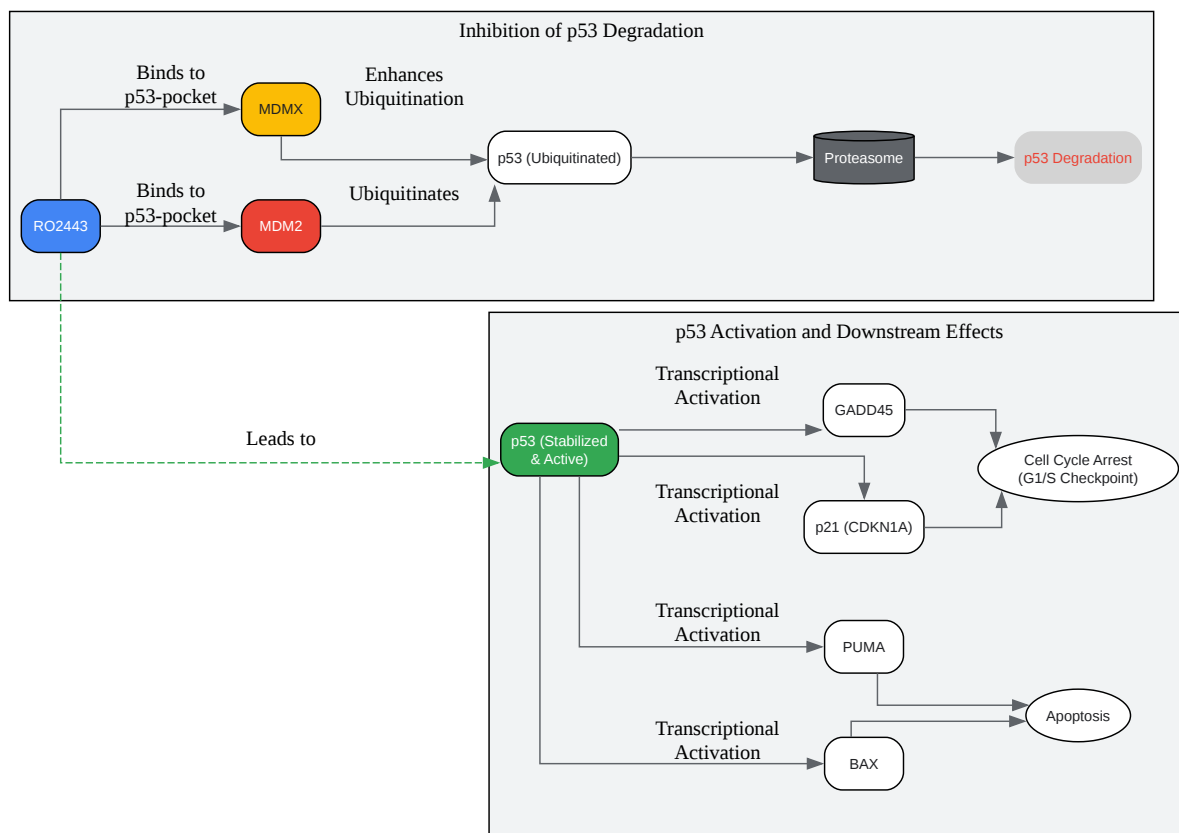 Inhibition of p53 Degradation
Binds to
p53-pocket
MDMX
Enhances
Ubiquitination
p53 (Ubiquitinated)
Proteasome
p53 Degradation
RO2443
Binds to
p53-pocket
MDM2
Ubiquitinates
Leads to
p53 Activation and Downstream Effects
p53 (Stabilized
& Active)
Transcriptional
Activation
GADD45
Cell Cycle Arrest
(G1/S Checkpoint)
Transcriptional
Activation
p21 (CDKN1A)
Transcriptional
Activation
PUMA
Apoptosis
Transcriptional
Activation
BAX